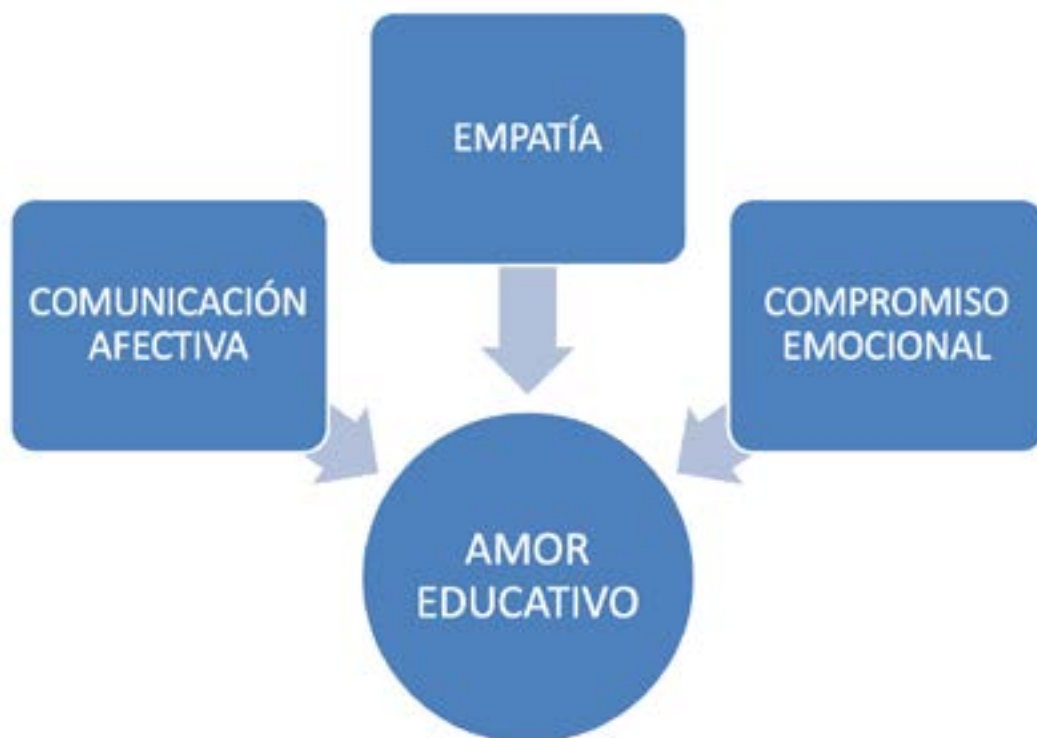 EMPATÍA
COMUNICACIÓN
AFECTIVA
COMPROMISO
EMOCIONAL
AMOR
EDUCATIVO